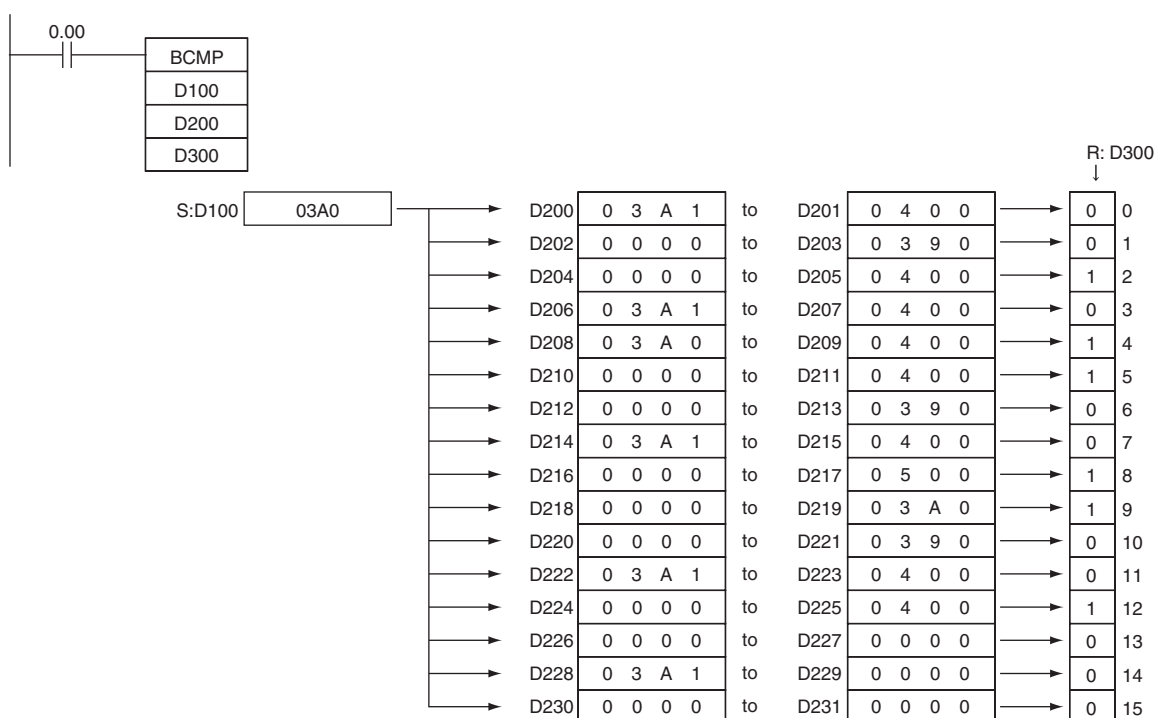 0.00
BCMP
D100
D200
D300
R: D300
↓
S:D100 03A0 D200 0 3 A 1 to D201 0 4 0 0 0 0
D202 0 0 0 0 to D203 0 3 9 0 0 1
D204 0 0 0 0 to D205 0 4 0 0 1 2
D206 0 3 A 1 to D207 0 4 0 0 0 3
D208 0 3 A 0 to D209 0 4 0 0 1 4
D210 0 0 0 0 to D211 0 4 0 0 1 5
D212 0 0 0 0 to D213 0 3 9 0 0 6
D214 0 3 A 1 to D215 0 4 0 0 0 7
D216 0 0 0 0 to D217 0 5 0 0 1 8
D218 0 0 0 0 to D219 0 3 A 0 1 9
D220 0 0 0 0 to D221 0 3 9 0 0 10
D222 0 3 A 1 to D223 0 4 0 0 0 11
D224 0 0 0 0 to D225 0 4 0 0 1 12
D226 0 0 0 0 to D227 0 0 0 0 0 13
D228 0 3 A 1 to D229 0 0 0 0 0 14
D230 0 0 0 0 to D231 0 0 0 0 0 15